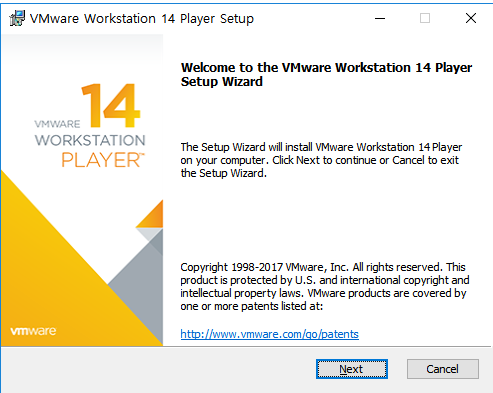 VMware Workstation 14 Player Setup
VMWARE 14
WORKSTATION
PLAYER™
Welcome to the VMware Workstation 14 Player
Setup Wizard
The Setup Wizard will install VMware Workstation 14 Player
on your computer. Click Next to continue or Cancel to exit
the Setup Wizard.
Copyright 1998-2017 VMware, Inc. All rights reserved. This
product is protected by U.S. and international copyright and
intellectual property laws. VMware products are covered by
one or more patents listed at:
http://www.vmware.com/go/patents
vmware
Next Cancel